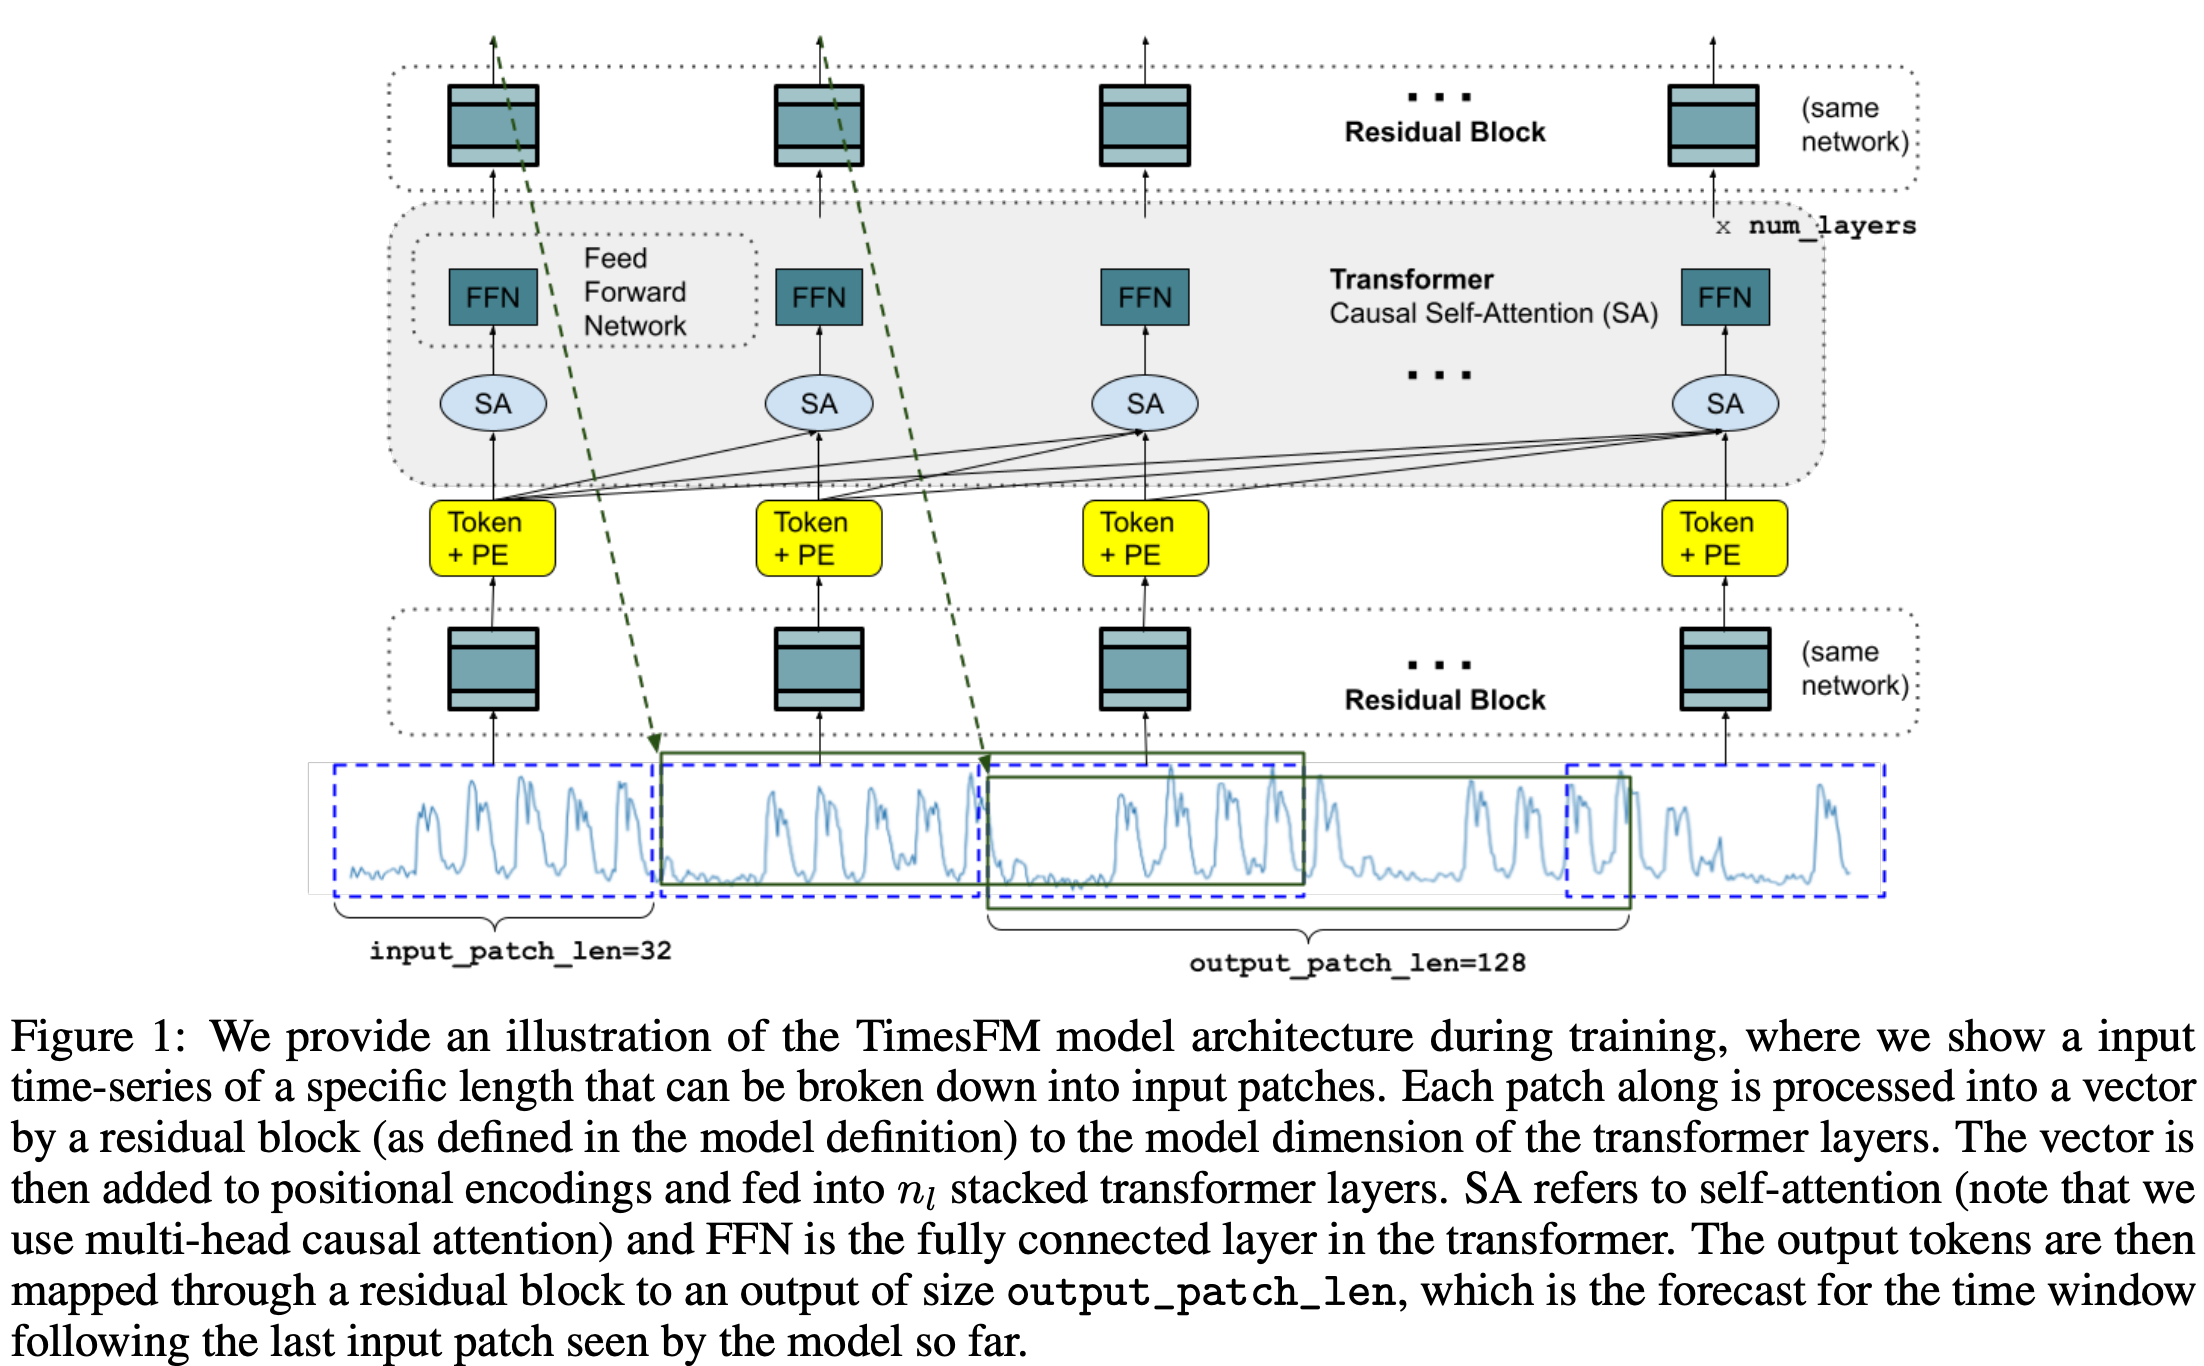 Residual Block
(same
network)
x num_layers
Feed
Forward
Network
FFN
FFN
FFN
Transformer
Causal Self-Attention (SA)
FFN
SA
SA
SA
SA
Token
+ PE
Token
+ PE
Token
+ PE
Token
+ PE
Residual Block
(same
network)
input_patch_len=32
output_patch_len=128
Figure 1: We provide an illustration of the TimesFM model architecture during training, where we show a input
time-series of a specific length that can be broken down into input patches. Each patch along is processed into a vector
by a residual block (as defined in the model definition) to the model dimension of the transformer layers. The vector is
then added to positional encodings and fed into n_l stacked transformer layers. SA refers to self-attention (note that we
use multi-head causal attention) and FFN is the fully connected layer in the transformer. The output tokens are then
mapped through a residual block to an output of size output_patch_len, which is the forecast for the time window
following the last input patch seen by the model so far.